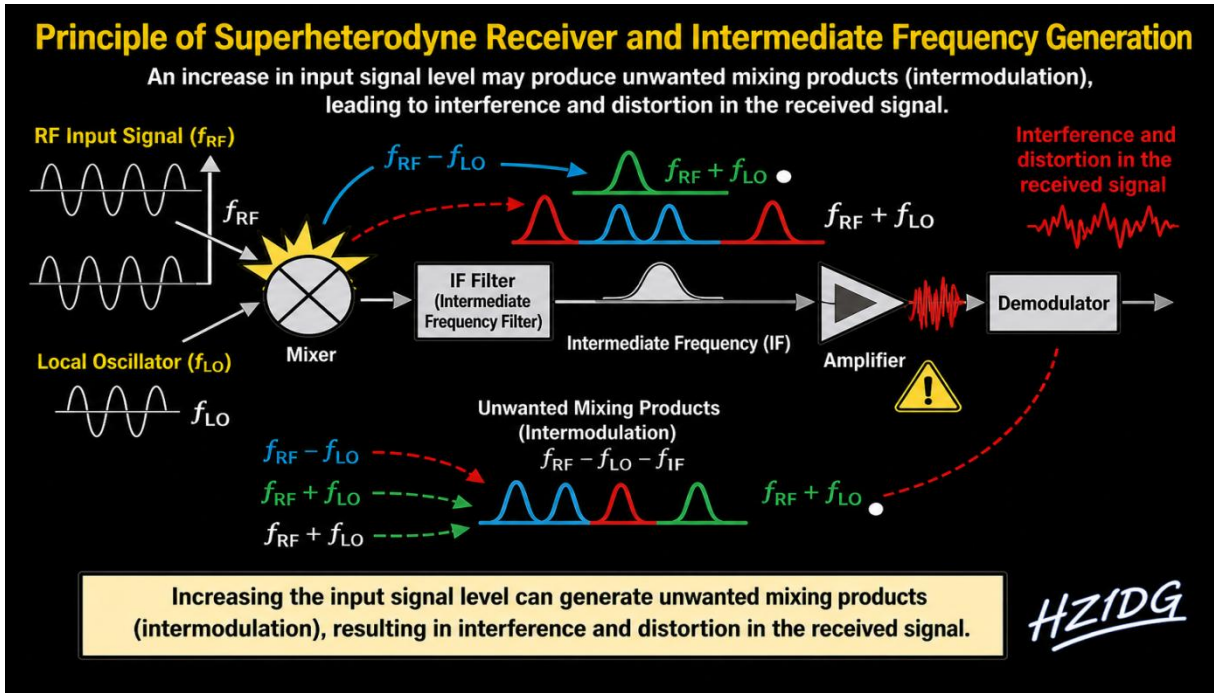 Principle of Superheterodyne Receiver and Intermediate Frequency Generation
An increase in input signal level may produce unwanted mixing products (intermodulation),
leading to interference and distortion in the received signal.
RF Input Signal (fRF)
fRF
Local Oscillator (fLO)
fLO
Mixer
fRF − fLO
fRF + fLO
fRF + fLO
Interference and
distortion in the
received signal
IF Filter
(Intermediate
Frequency Filter)
Intermediate Frequency (IF)
Amplifier
!
Demodulator
Unwanted Mixing Products
(Intermodulation)
fRF − fLO − fIF
fRF − fLO
fRF + fLO
fRF + fLO
fRF + fLO
Increasing the input signal level can generate unwanted mixing products
(intermodulation), resulting in interference and distortion in the received signal.
HZ1DG